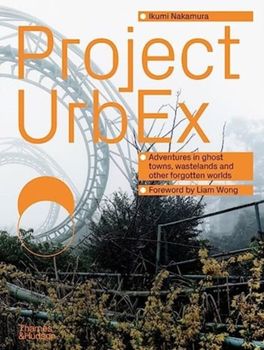 Ikumi Nakamura
Project
UrbEx
Adventures in ghost
towns, wastelands and
other forgotten worlds
Foreword by Liam Wong
Thames
&Hudson